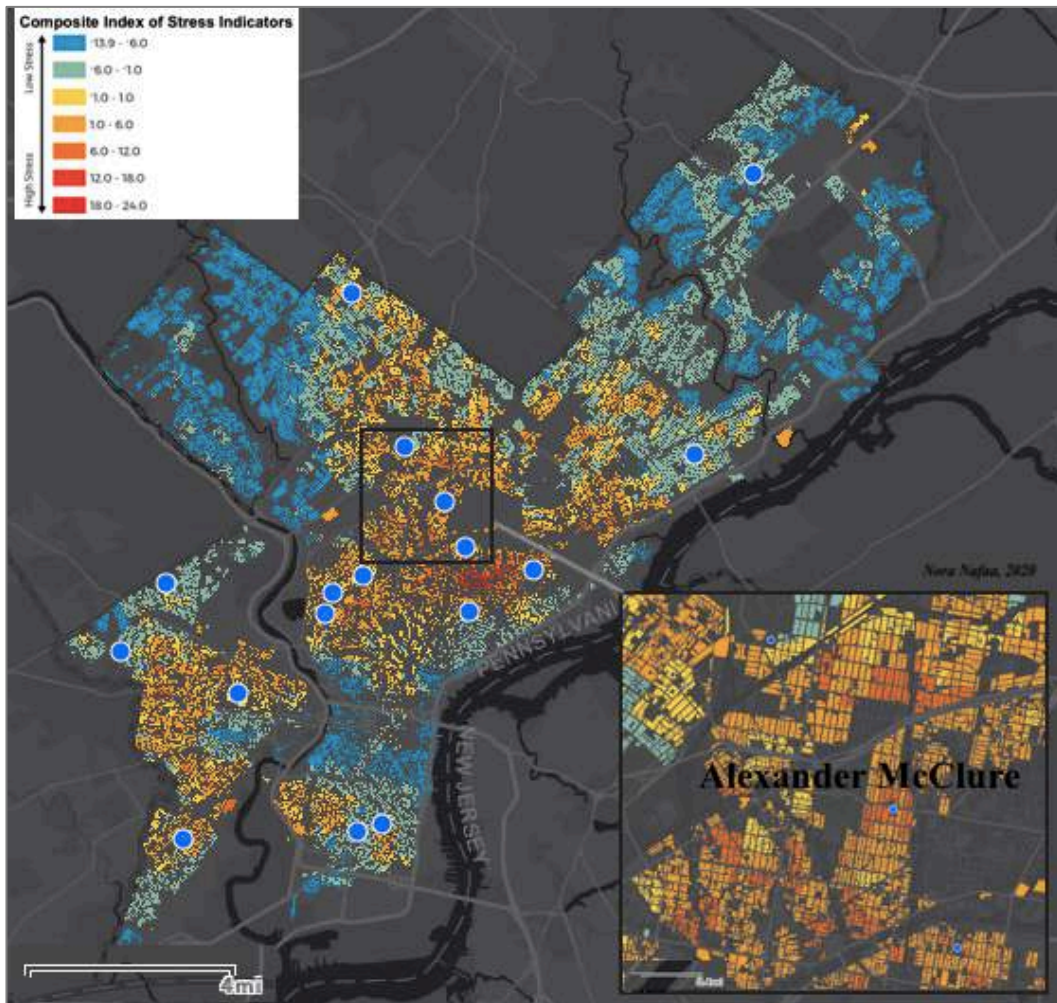 Composite Index of Stress Indicators
Low Stress
High Stress
-13.9 - -6.0
-6.0 - -1.0
-1.0 - 1.0
1.0 - 6.0
6.0 - 12.0
12.0 - 18.0
18.0 - 24.0
Nora Nafaa, 2020
PENNSYLVANI
NEW JERSEY
Alexander McClure
4mi